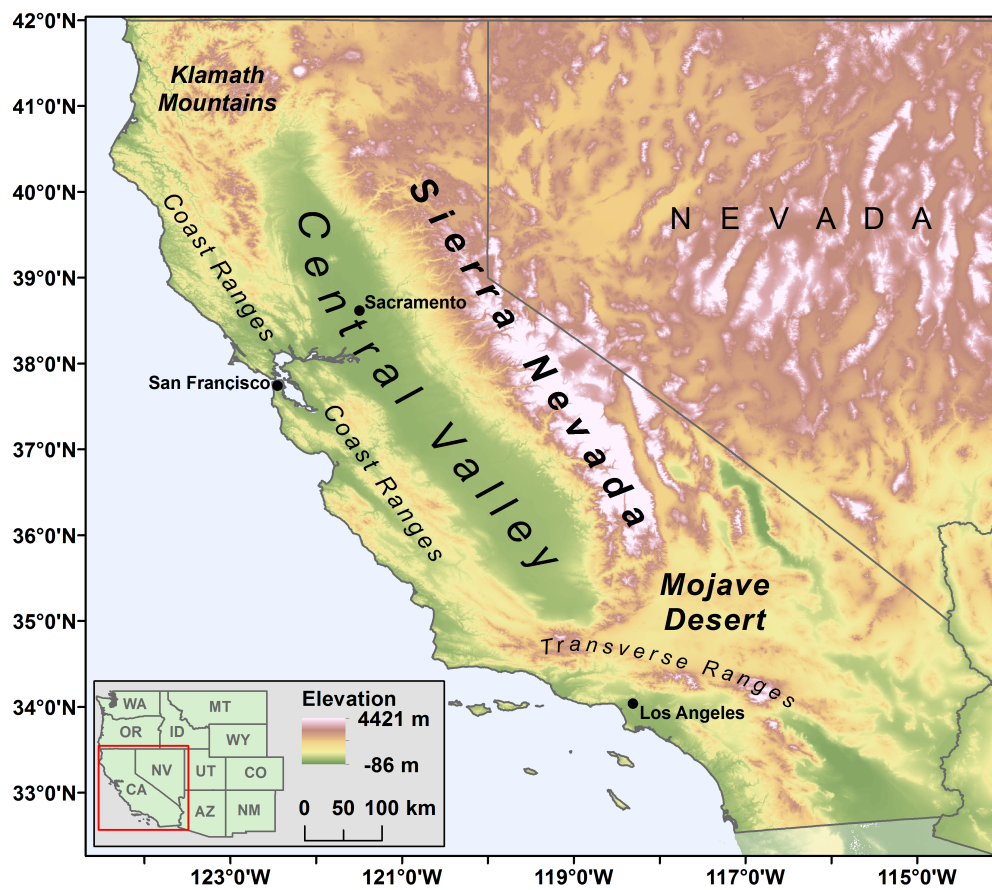 42°0'N
41°0'N
40°0'N
39°0'N
38°0'N
37°0'N
36°0'N
35°0'N
34°0'N
33°0'N
Klamath
Mountains
Coast Ranges
Central Valley
Sierra Nevada
NEVADA
Sacramento
San Francisco
Coast Ranges
Mojave
Desert
Transverse Ranges
Los Angeles
WA
MT
OR
ID
WY
NV
UT
CO
CA
AZ
NM
Elevation
4421 m
-86 m
0 50 100 km
123°0'W
121°0'W
119°0'W
117°0'W
115°0'W